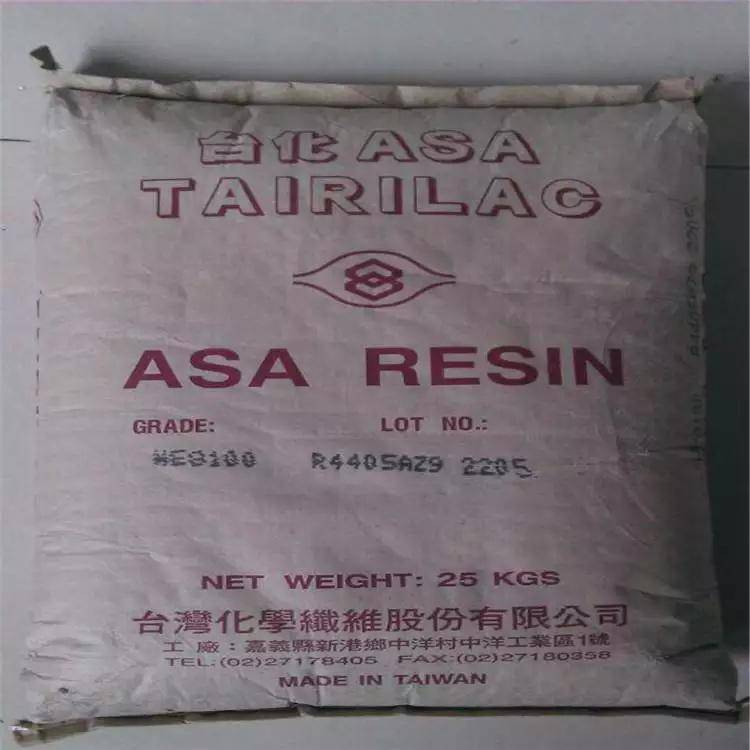 台化 ASA
TAIRILAC
ASA RESIN
GRADE: LOT NO.:
R4405AZ9 2205
NET WEIGHT: 25 KGS
台灣化學纖維股份有限公司
工廠：嘉義縣新港鄉中洋村中洋工業區1號
TEL:(02)27178405 FAX:(02)27180358
MADE IN TAIWAN